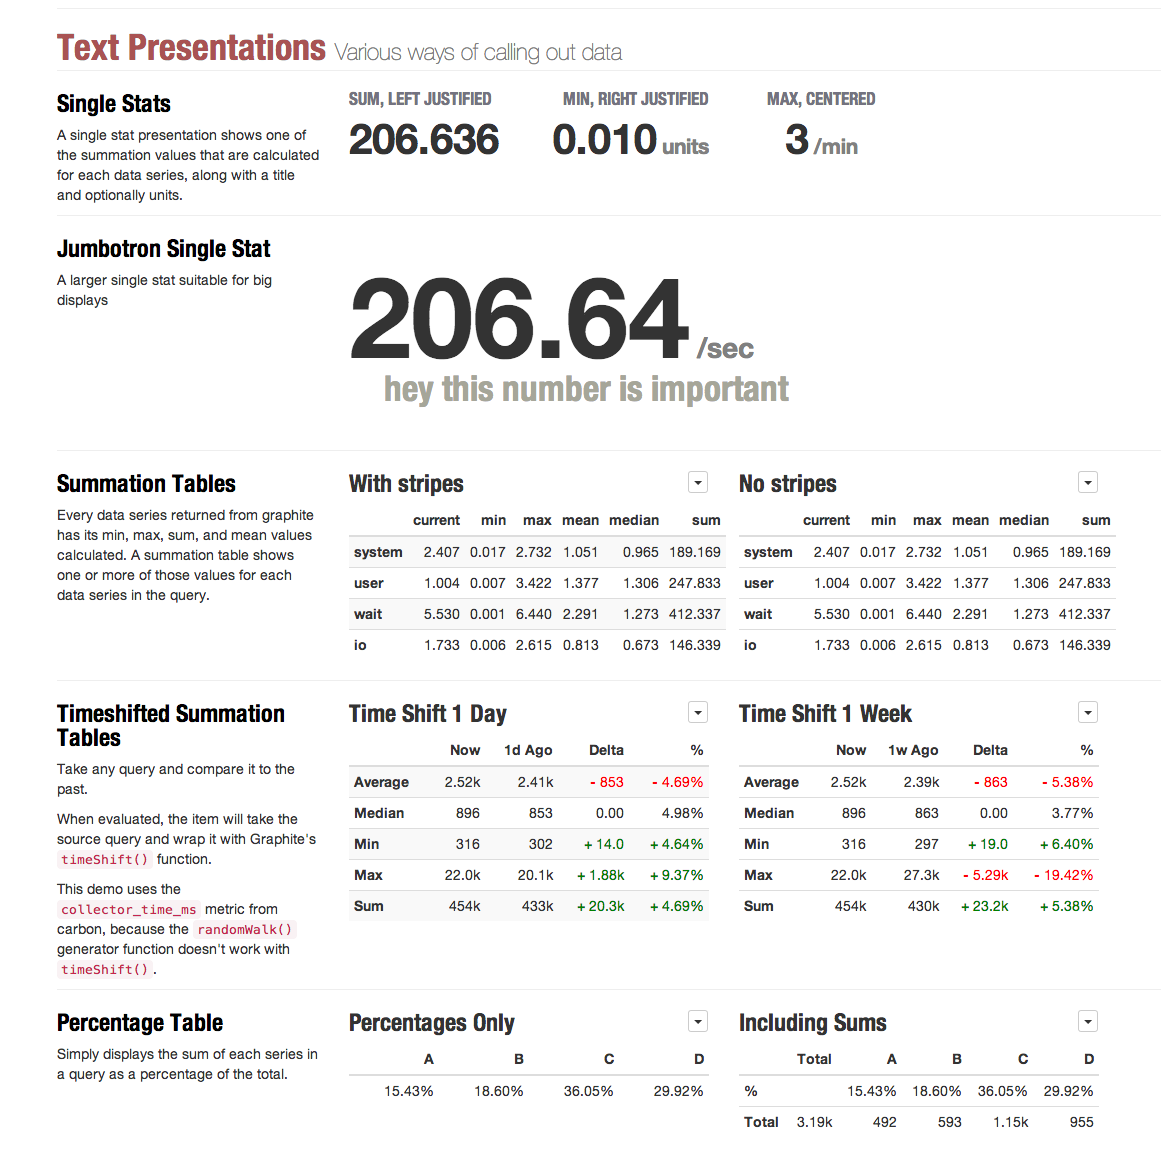 Text Presentations Various ways of calling out data
Single Stats
A single stat presentation shows one of
the summation values that are calculated
for each data series, along with a title
and optionally units.
SUM, LEFT JUSTIFIED
206.636
MIN, RIGHT JUSTIFIED
0.010 units
MAX, CENTERED
3 /min
Jumbotron Single Stat
A larger single stat suitable for big
displays
206.64 /sec
hey this number is important
Summation Tables
Every data series returned from graphite
has its min, max, sum, and mean values
calculated. A summation table shows
one or more of those values for each
data series in the query.
With stripes
current min max mean median sum
system 2.407 0.017 2.732 1.051 0.965 189.169
user 1.004 0.007 3.422 1.377 1.306 247.833
wait 5.530 0.001 6.440 2.291 1.273 412.337
io 1.733 0.006 2.615 0.813 0.673 146.339
No stripes
current min max mean median sum
system 2.407 0.017 2.732 1.051 0.965 189.169
user 1.004 0.007 3.422 1.377 1.306 247.833
wait 5.530 0.001 6.440 2.291 1.273 412.337
io 1.733 0.006 2.615 0.813 0.673 146.339
Timeshifted Summation
Tables
Take any query and compare it to the
past.
When evaluated, the item will take the
source query and wrap it with Graphite's
timeShift() function.
This demo uses the
collector_time_ms metric from
carbon, because the randomWalk()
generator function doesn't work with
timeShift().
Time Shift 1 Day
Now 1d Ago Delta %
Average 2.52k 2.41k - 853 - 4.69%
Median 896 853 0.00 4.98%
Min 316 302 + 14.0 + 4.64%
Max 22.0k 20.1k + 1.88k + 9.37%
Sum 454k 433k + 20.3k + 4.69%
Time Shift 1 Week
Now 1w Ago Delta %
Average 2.52k 2.39k - 863 - 5.38%
Median 896 863 0.00 3.77%
Min 316 297 + 19.0 + 6.40%
Max 22.0k 27.3k - 5.29k - 19.42%
Sum 454k 430k + 23.2k + 5.38%
Percentage Table
Simply displays the sum of each series in
a query as a percentage of the total.
Percentages Only
A B C D
15.43% 18.60% 36.05% 29.92%
Including Sums
Total A B C D
% 15.43% 18.60% 36.05% 29.92%
Total 3.19k 492 593 1.15k 955